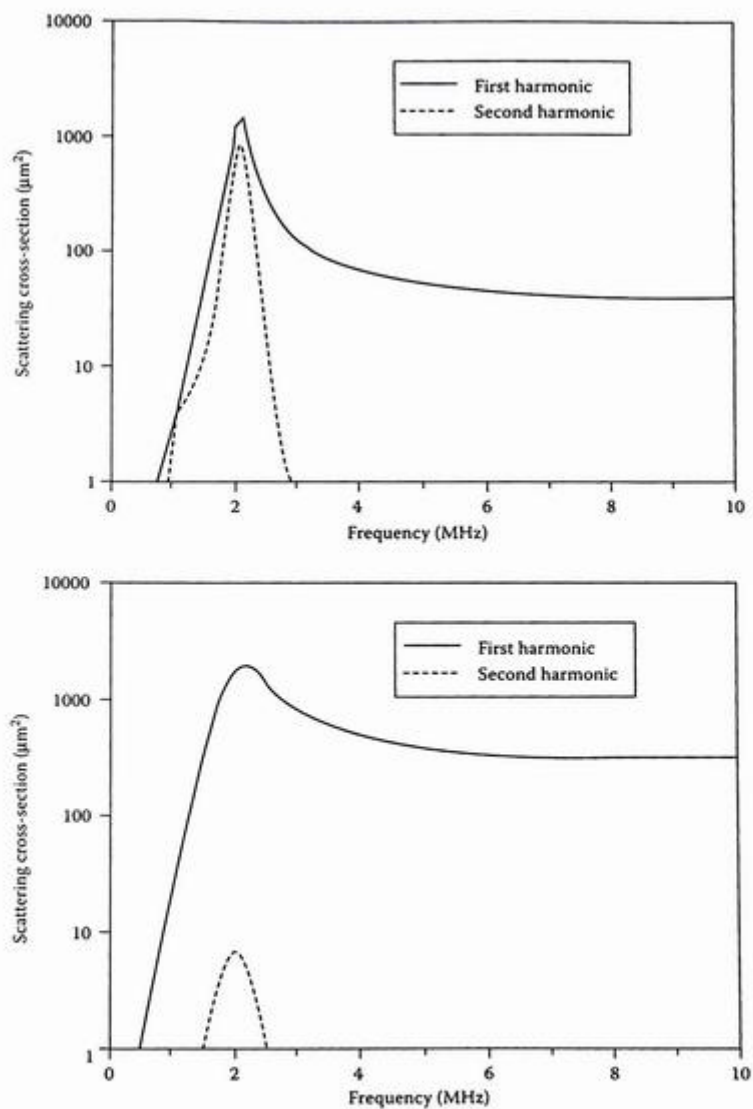 10000
1000
100
10
1
Scattering cross-section (μm²)
First harmonic
Second harmonic
0 2 4 6 8 10
Frequency (MHz)
10000
1000
100
10
1
Scattering cross-section (μm²)
First harmonic
Second harmonic
0 2 4 6 8 10
Frequency (MHz)